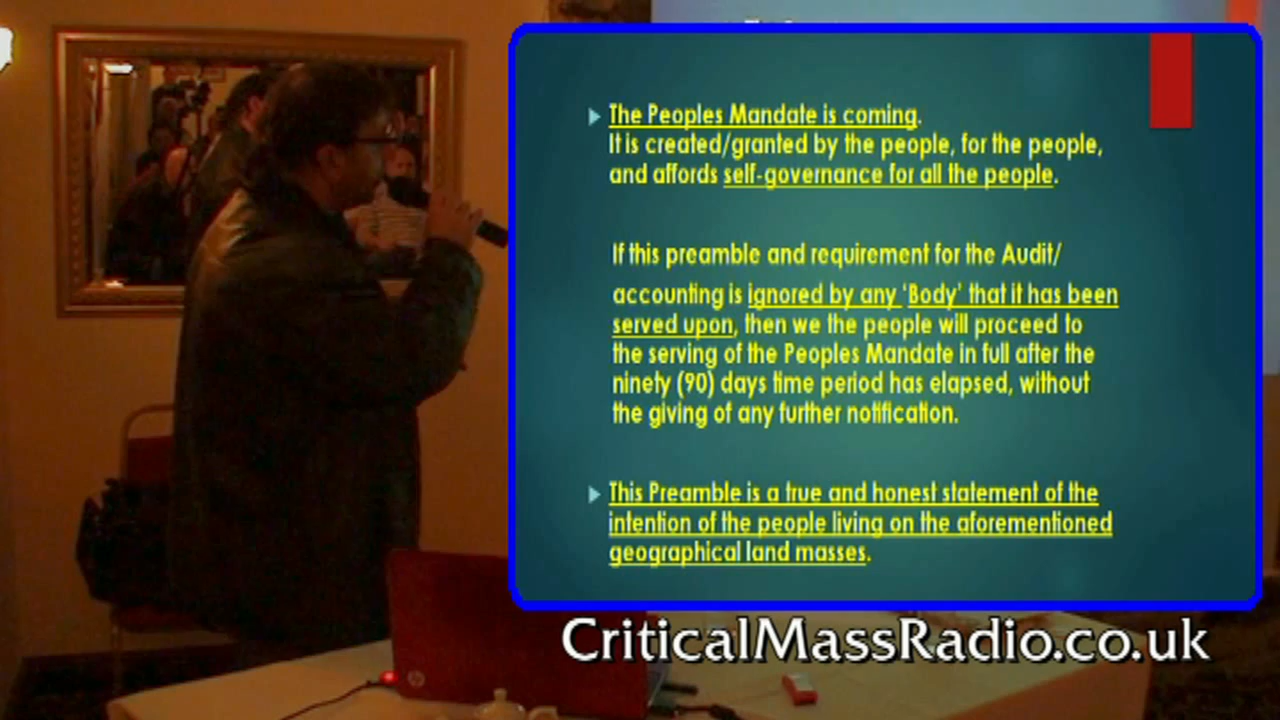 The Peoples Mandate is coming.
It is created/granted by the people, for the people,
and affords self-governance for all the people.
If this preamble and requirement for the Audit/
accounting is ignored by any ‘Body’ that it has been
served upon, then we the people will proceed to
the serving of the Peoples Mandate in full after the
ninety (90) days time period has elapsed, without
the giving of any further notification.
This Preamble is a true and honest statement of the
intention of the people living on the aforementioned
geographical land masses.
CriticalMassRadio.co.uk
hp